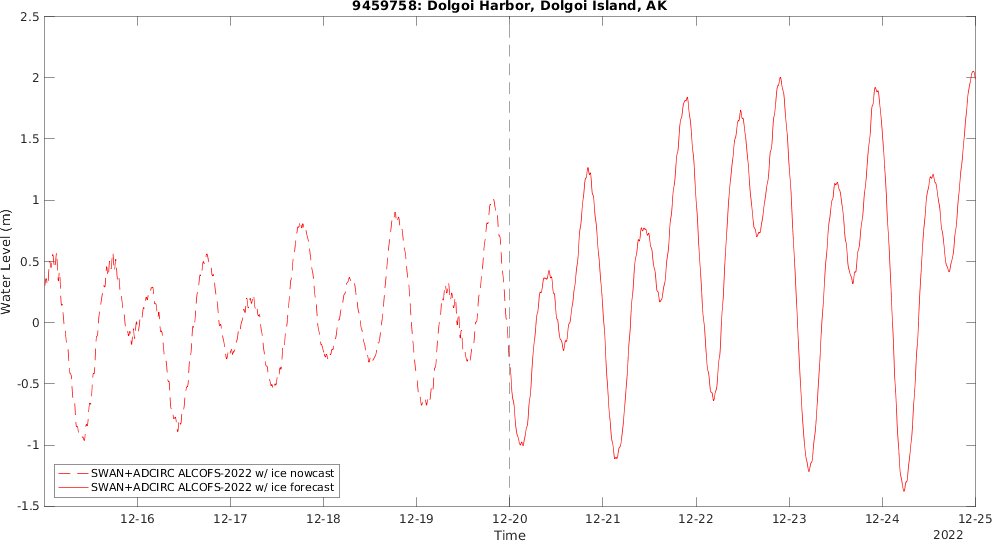 9459758: Dolgoi Harbor, Dolgoi Island, AK
2.5
2
1.5
1
0.5
0
-0.5
-1
-1.5
Water Level (m)
SWAN+ADCIRC ALCOFS-2022 w/ ice nowcast
SWAN+ADCIRC ALCOFS-2022 w/ ice forecast
12-16 12-17 12-18 12-19 12-20 12-21 12-22 12-23 12-24 12-25
Time
2022